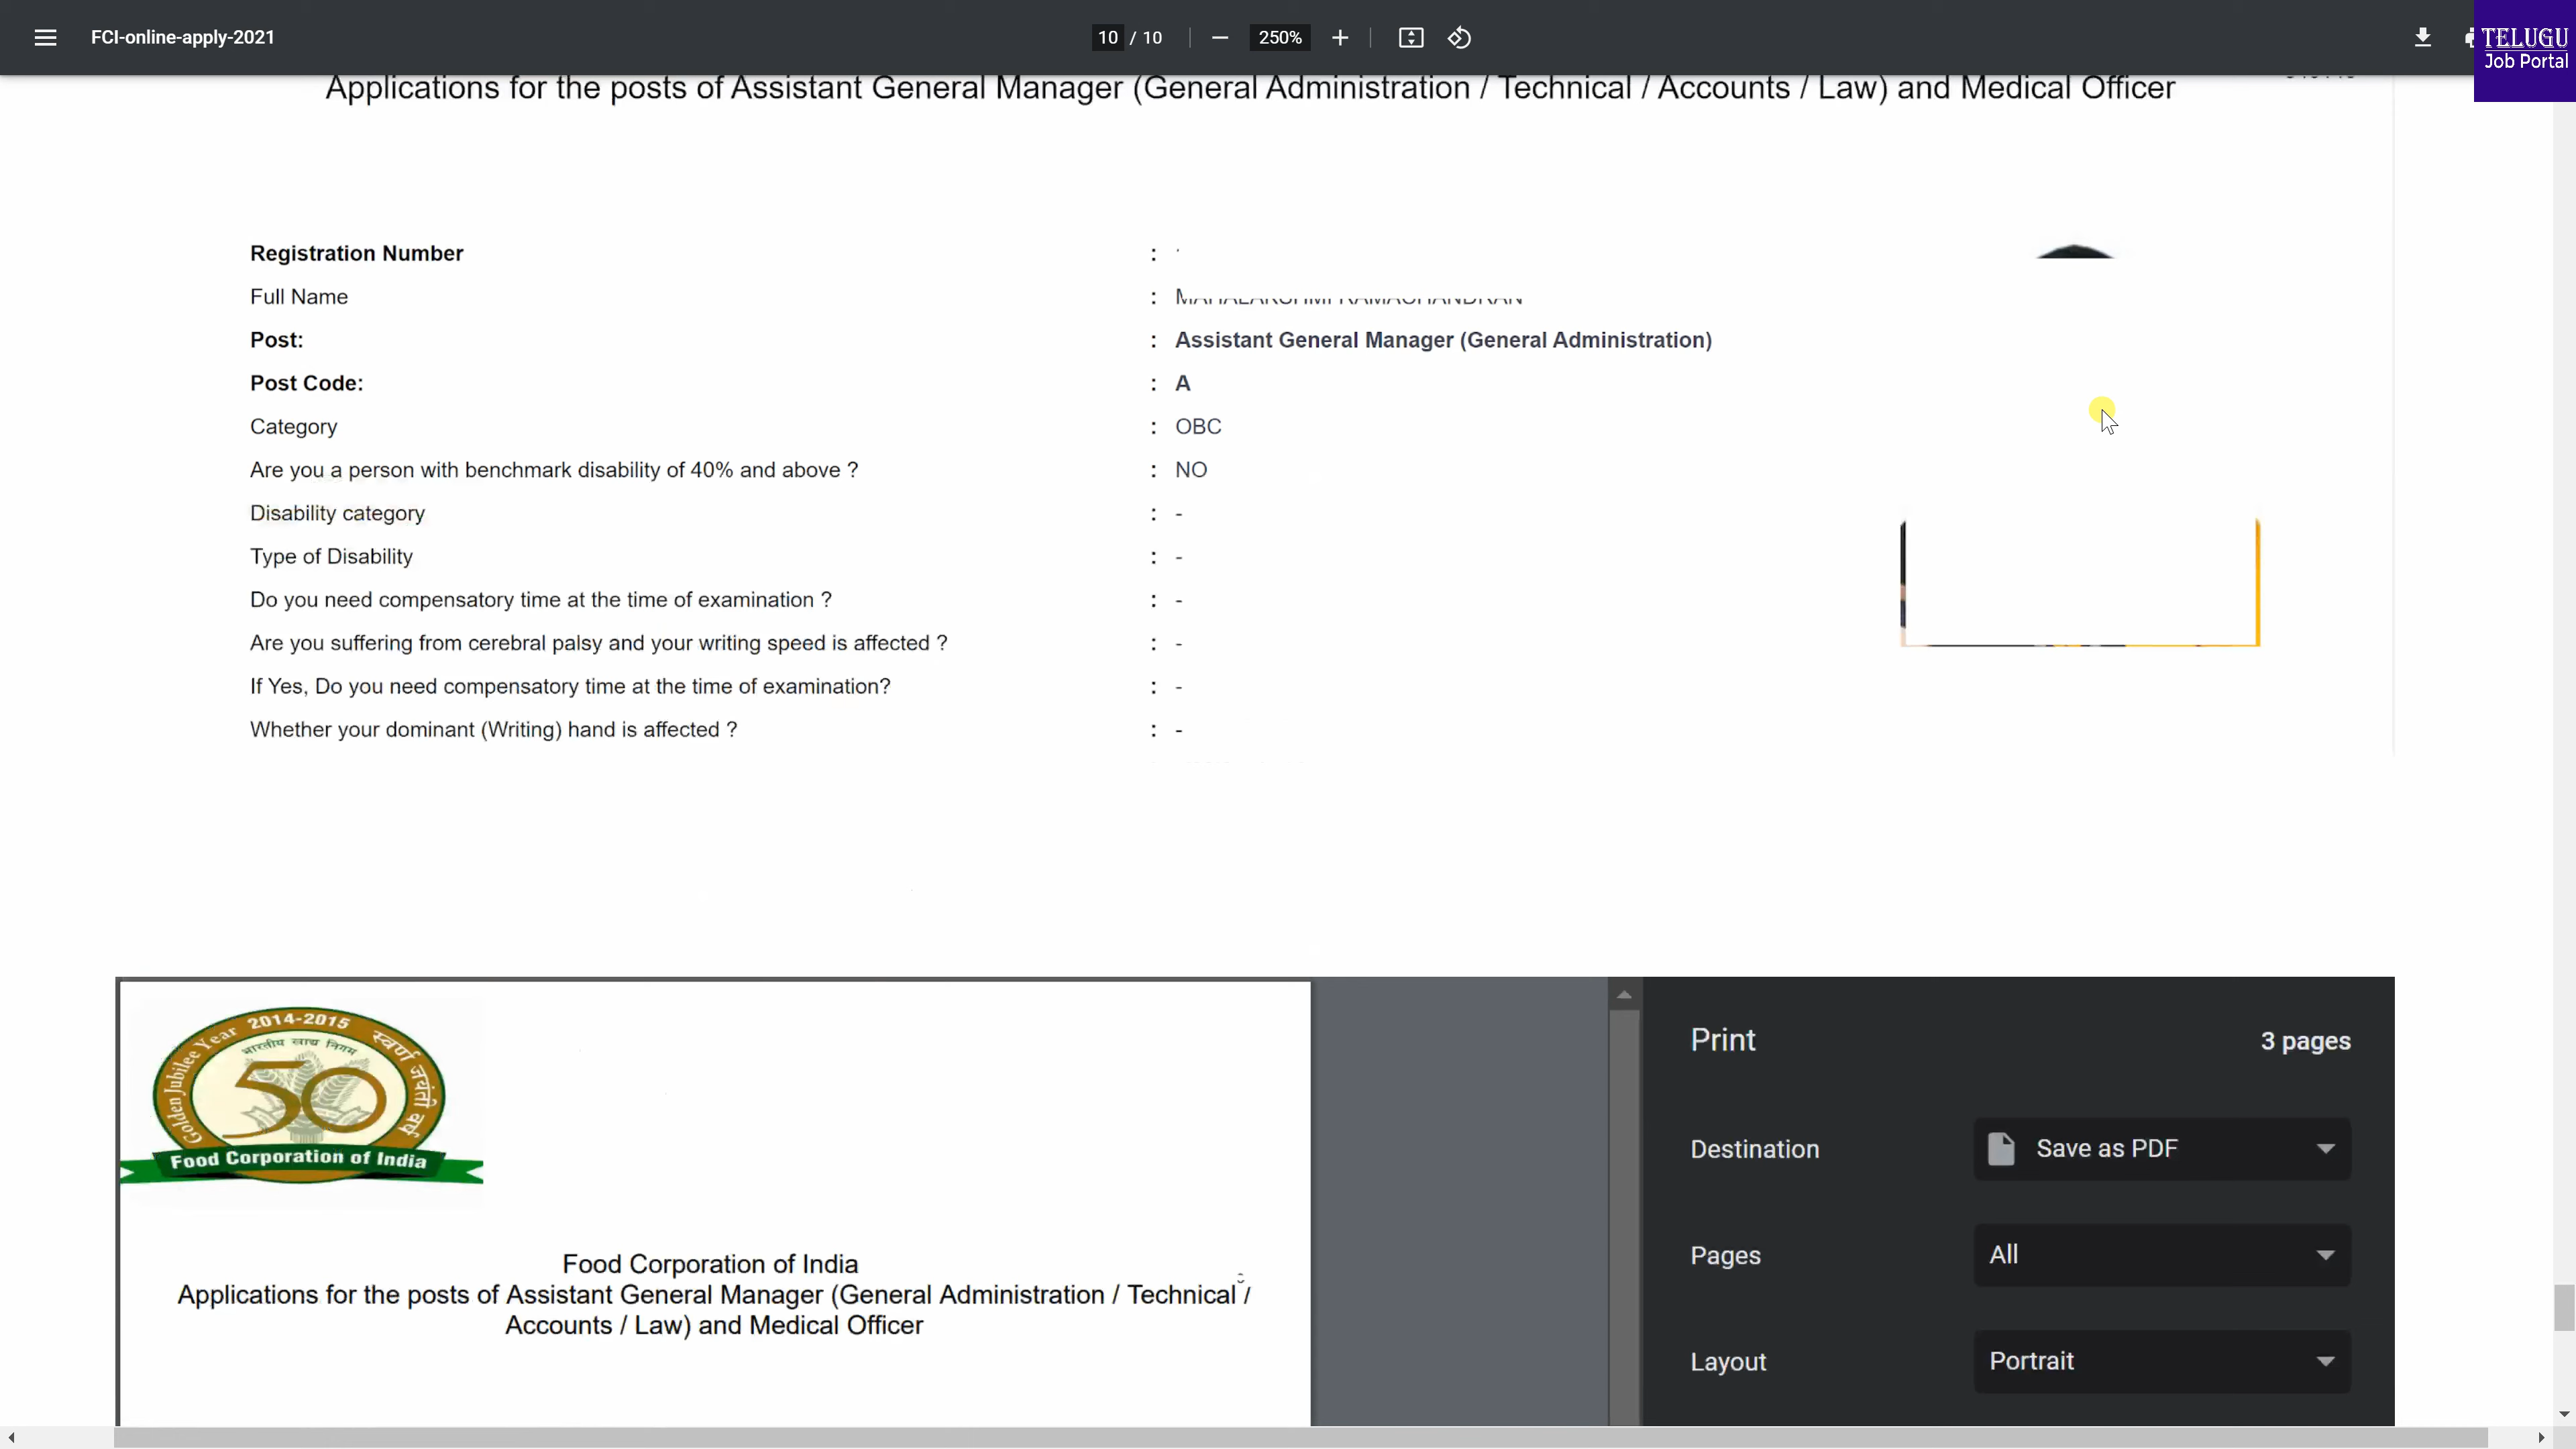 FCI-online-apply-2021
10 / 10
250%
TELUGU
Job Portal
Applications for the posts of Assistant General Manager (General Administration / Technical / Accounts / Law) and Medical Officer
Registration Number :
Full Name :
Post: : Assistant General Manager (General Administration)
Post Code: : A
Category : OBC
Are you a person with benchmark disability of 40% and above ? : NO
Disability category : -
Type of Disability : -
Do you need compensatory time at the time of examination ? : -
Are you suffering from cerebral palsy and your writing speed is affected ? : -
If Yes, Do you need compensatory time at the time of examination? : -
Whether your dominant (Writing) hand is affected ? : -
Golden Jubilee Year 2014-2015 स्वर्ण जयंती वर्ष
भारतीय खाद्य निगम
50
Food Corporation of India
Food Corporation of India
Applications for the posts of Assistant General Manager (General Administration / Technical /
Accounts / Law) and Medical Officer
Print
3 pages
Destination
Save as PDF
Pages
All
Layout
Portrait